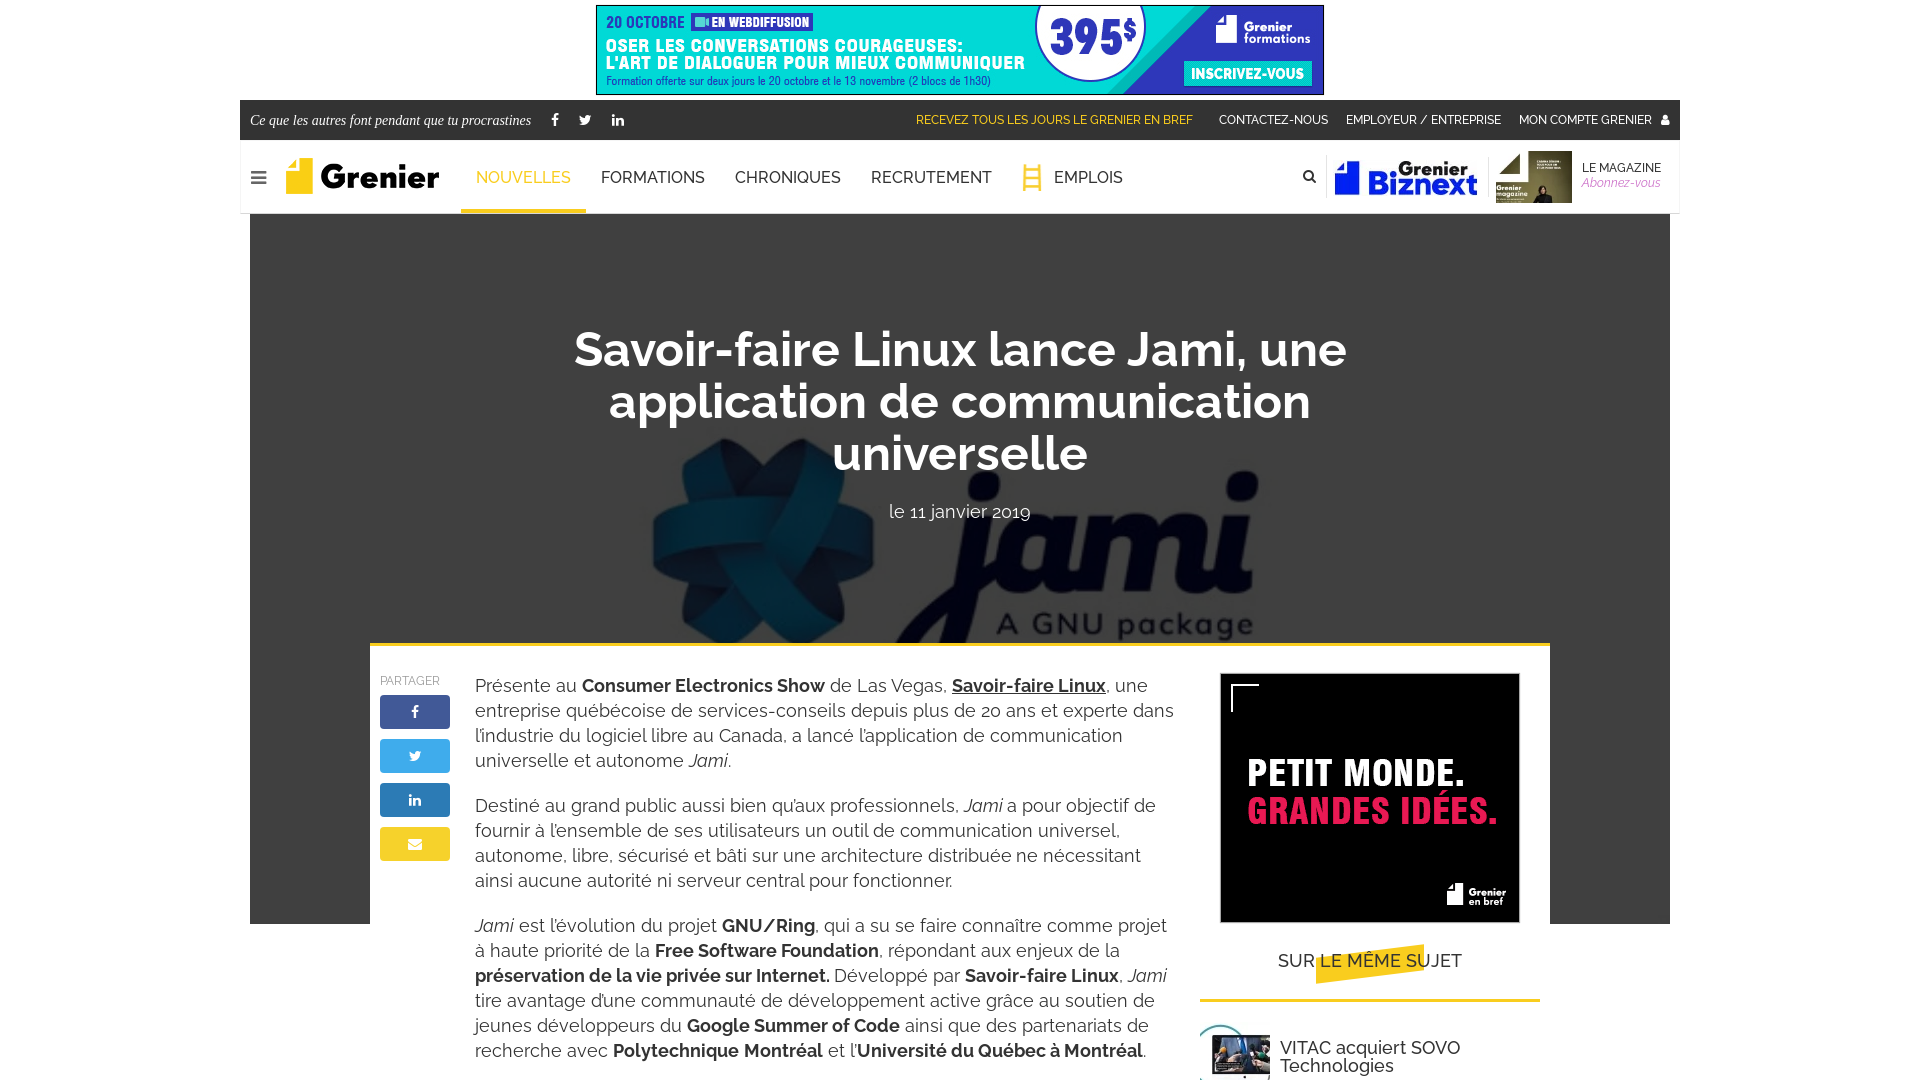 20 OCTOBRE EN WEBDIFFUSION
OSER LES CONVERSATIONS COURAGEUSES:
L'ART DE DIALOGUER POUR MIEUX COMMUNIQUER
Formation offerte sur deux jours le 20 octobre et le 13 novembre (2 blocs de 1h30)
395$
Grenier
formations
INSCRIVEZ-VOUS
Ce que les autres font pendant que tu procrastines
RECEVEZ TOUS LES JOURS LE GRENIER EN BREF
CONTACTEZ-NOUS
EMPLOYEUR / ENTREPRISE
MON COMPTE GRENIER
Grenier
NOUVELLES
FORMATIONS
CHRONIQUES
RECRUTEMENT
EMPLOIS
Grenier
Biznext
Grenier
magazine
LE MAGAZINE
Abonnez-vous
Savoir-faire Linux lance Jami, une
application de communication
universelle
le 11 janvier 2019
jami
A GNU package
PARTAGER
Présente au Consumer Electronics Show de Las Vegas, Savoir-faire Linux, une
entreprise québécoise de services-conseils depuis plus de 20 ans et experte dans
l’industrie du logiciel libre au Canada, a lancé l’application de communication
universelle et autonome Jami.
Destiné au grand public aussi bien qu’aux professionnels, Jami a pour objectif de
fournir à l’ensemble de ses utilisateurs un outil de communication universel,
autonome, libre, sécurisé et bâti sur une architecture distribuée ne nécessitant
ainsi aucune autorité ni serveur central pour fonctionner.
Jami est l’évolution du projet GNU/Ring, qui a su se faire connaître comme projet
à haute priorité de la Free Software Foundation, répondant aux enjeux de la
préservation de la vie privée sur Internet. Développé par Savoir-faire Linux, Jami
tire avantage d’une communauté de développement active grâce au soutien de
jeunes développeurs du Google Summer of Code ainsi que des partenariats de
recherche avec Polytechnique Montréal et l’Université du Québec à Montréal.
PETIT MONDE.
GRANDES IDÉES.
Grenier
en bref
SUR LE MÊME SUJET
VITAC acquiert SOVO
Technologies